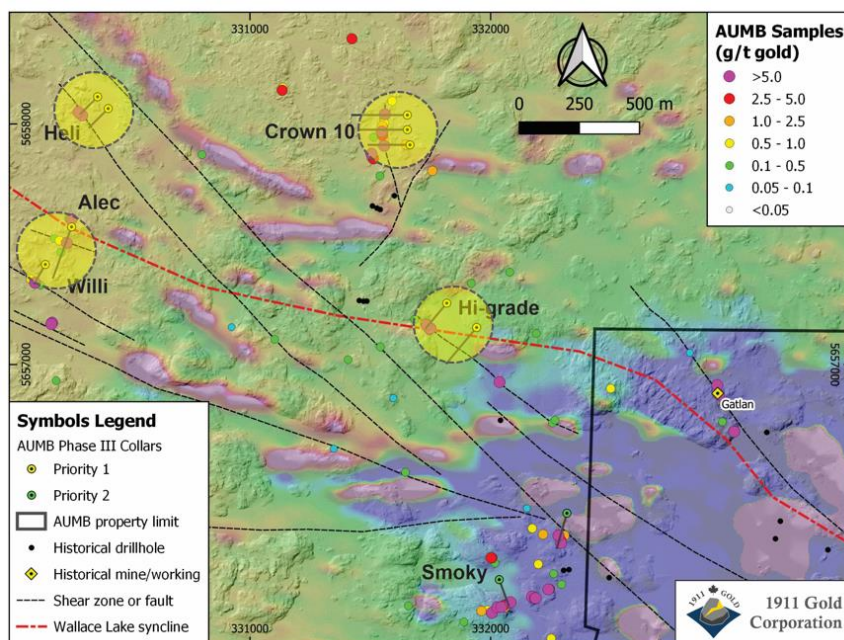 331000
332000
5658000
Heli
Crown 10
0 250 500 m
AUMB Samples
(g/t gold)
>5.0
2.5 - 5.0
1.0 - 2.5
0.5 - 1.0
0.1 - 0.5
0.05 - 0.1
<0.05
Alec
Willi
Hi-grade
5657000
5657000
Gatlan
Symbols Legend
AUMB Phase III Collars
Priority 1
Priority 2
AUMB property limit
Historical drillhole
Historical mine/working
Shear zone or fault
Wallace Lake syncline
Smoky
331000
332000
1911 GOLD
1911 Gold
Corporation